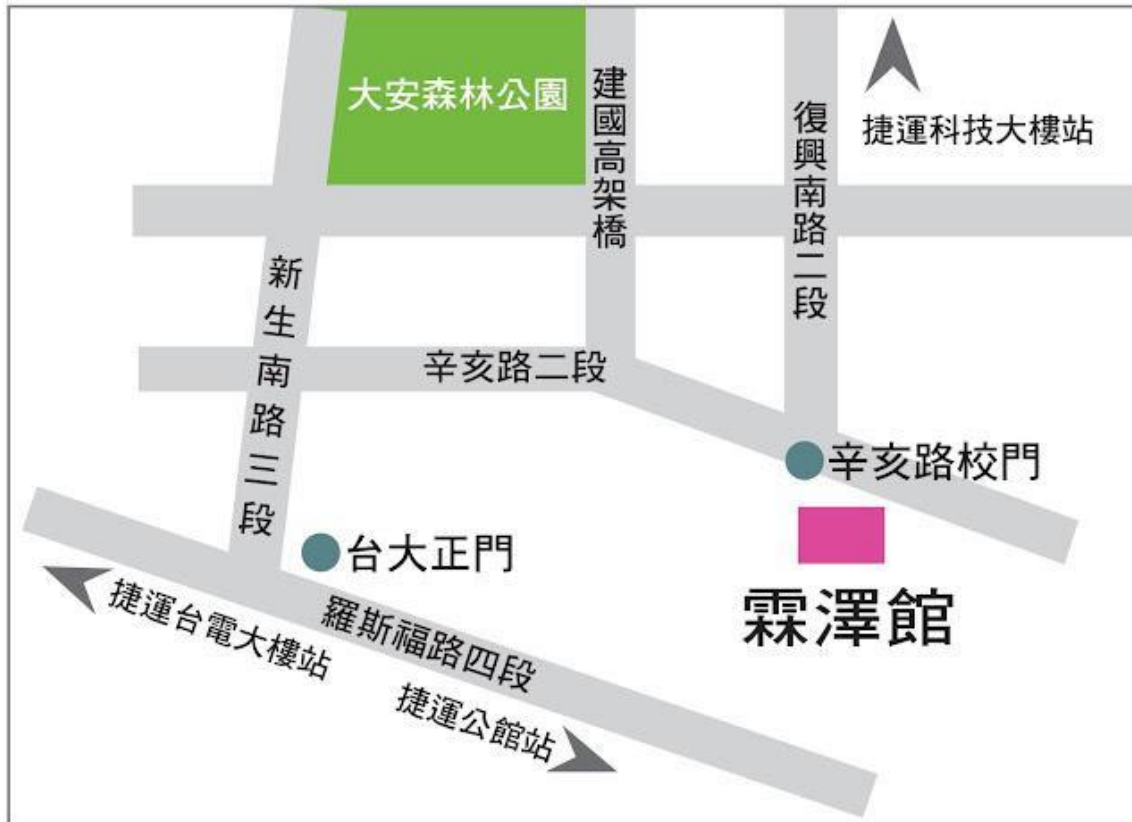 大安森林公園
建國高架橋
復興南路二段
捷運科技大樓站
新生南路三段
辛亥路二段
辛亥路校門
台大正門
霖澤館
捷運台電大樓站
羅斯福路四段
捷運公館站